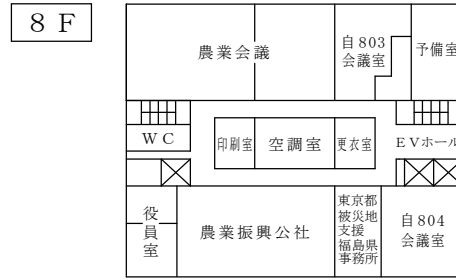 ８Ｆ
農業会議
自803
会議室
予備室
ＷＣ
印刷室
空調室
更衣室
ＥＶホール
役
員
室
農業振興公社
東京都
被災地
支援
福島県
事務所
自804
会議室